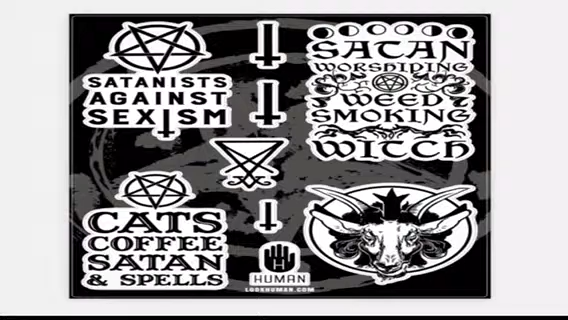 SATANISTS
AGAINST
SEXISM
SATAN
WORSHIPING
WEED
SMOKING
WITCH
CATS
COFFEE
SATAN
& SPELLS
HUMAN
LOOKHUMAN.COM